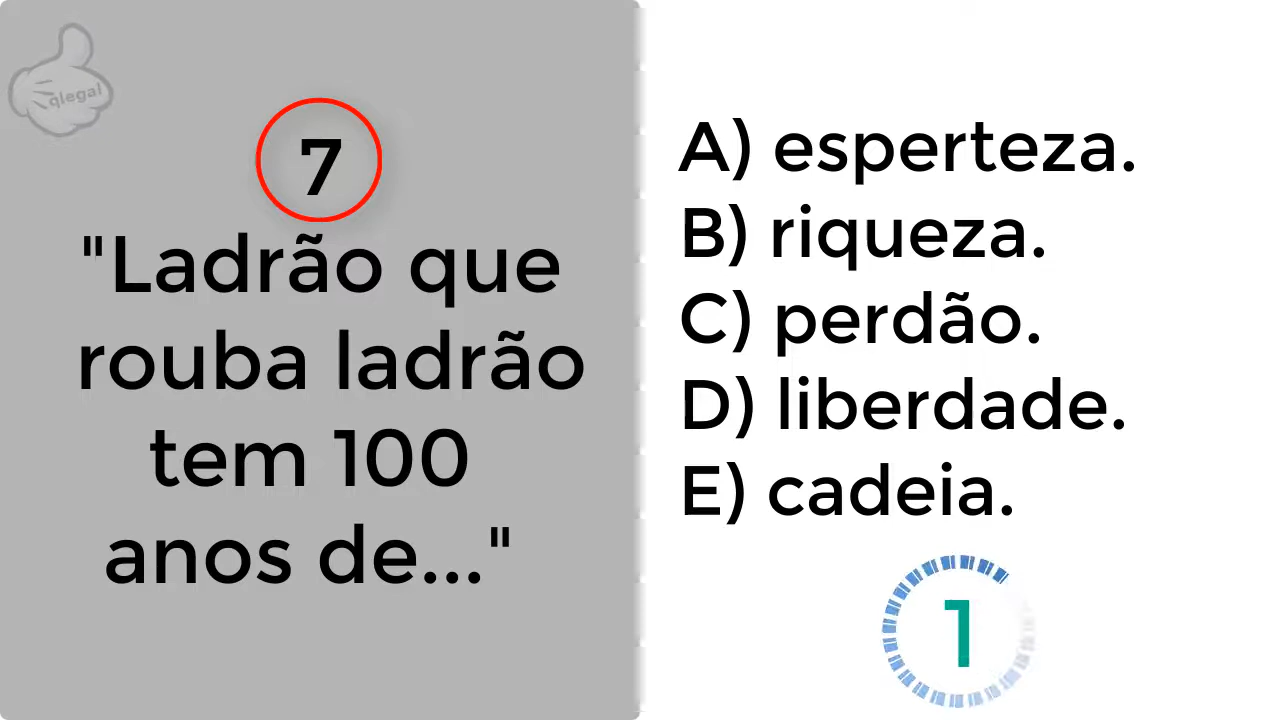 qlegal
7
"Ladrão que
rouba ladrão
tem 100
anos de..."
A) esperteza.
B) riqueza.
C) perdão.
D) liberdade.
E) cadeia.
1